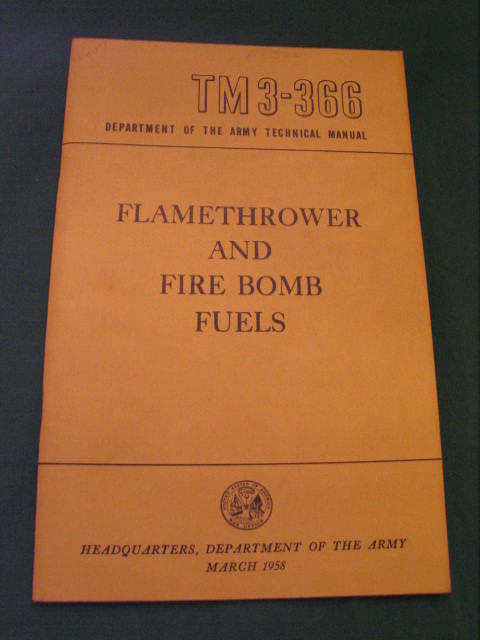 TM 3-366
DEPARTMENT OF THE ARMY TECHNICAL MANUAL
FLAMETHROWER
AND
FIRE BOMB
FUELS
HEADQUARTERS, DEPARTMENT OF THE ARMY
MARCH 1958